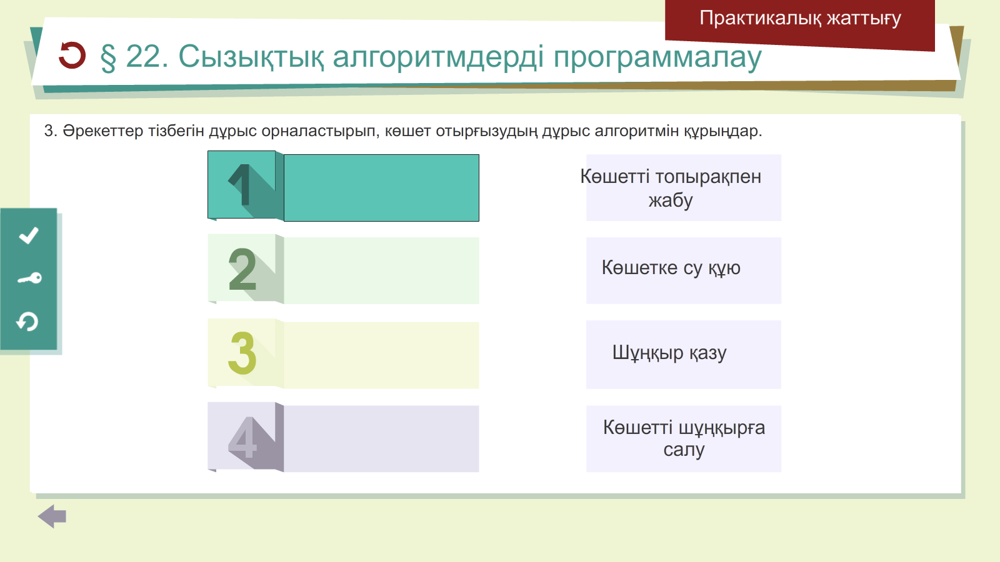 Практикалық жаттығу
§ 22. Сызықтық алгоритмдерді программалау
3. Әрекеттер тізбегін дұрыс орналастырып, көшет отырғызудың дұрыс алгоритмін құрыңдар.
1
Көшетті топырақпен
жабу
2
Көшетке су құю
3
Шұңқыр қазу
4
Көшетті шұңқырға
салу